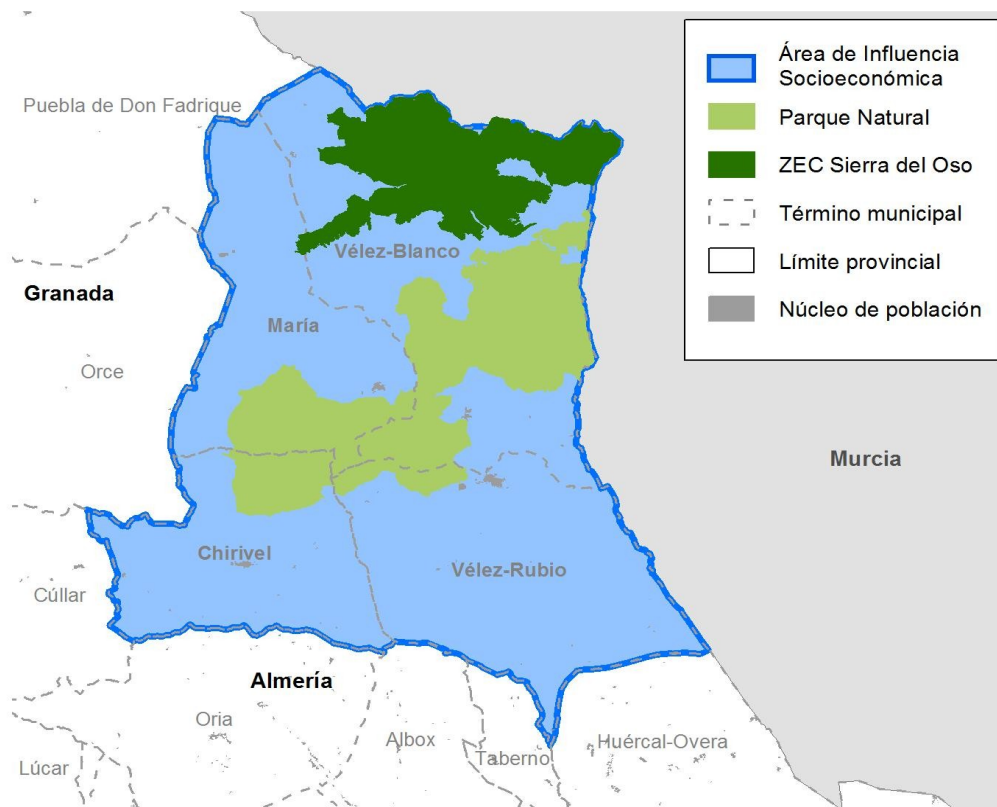 Área de Influencia
Socioeconómica
Parque Natural
ZEC Sierra del Oso
Término municipal
Límite provincial
Núcleo de población
Puebla de Don Fadrique
Vélez-Blanco
Granada
María
Orce
Murcia
Chirivel
Vélez-Rubio
Cúllar
Almería
Oria
Albox
Huércal-Overa
Taberno
Lúcar